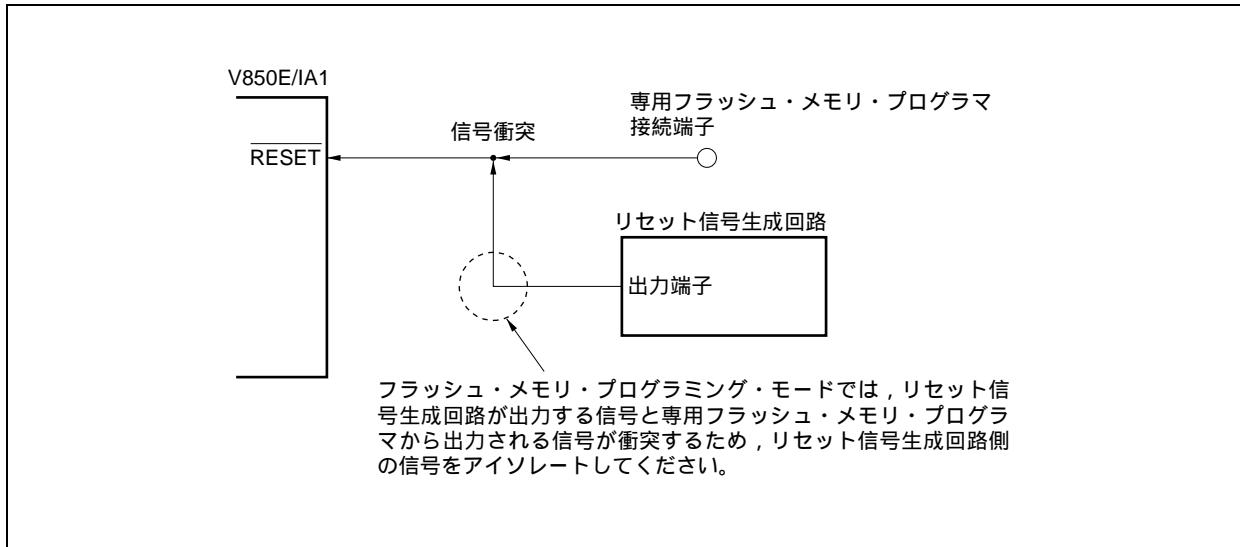 V850E/IA1
専用フラッシュ・メモリ・プログラマ
接続端子
信号衝突
RESET
リセット信号生成回路
出力端子
フラッシュ・メモリ・プログラミング・モードでは，リセット信
号生成回路が出力する信号と専用フラッシュ・メモリ・プログラ
マから出力される信号が衝突するため，リセット信号生成回路側
の信号をアイソレートしてください。